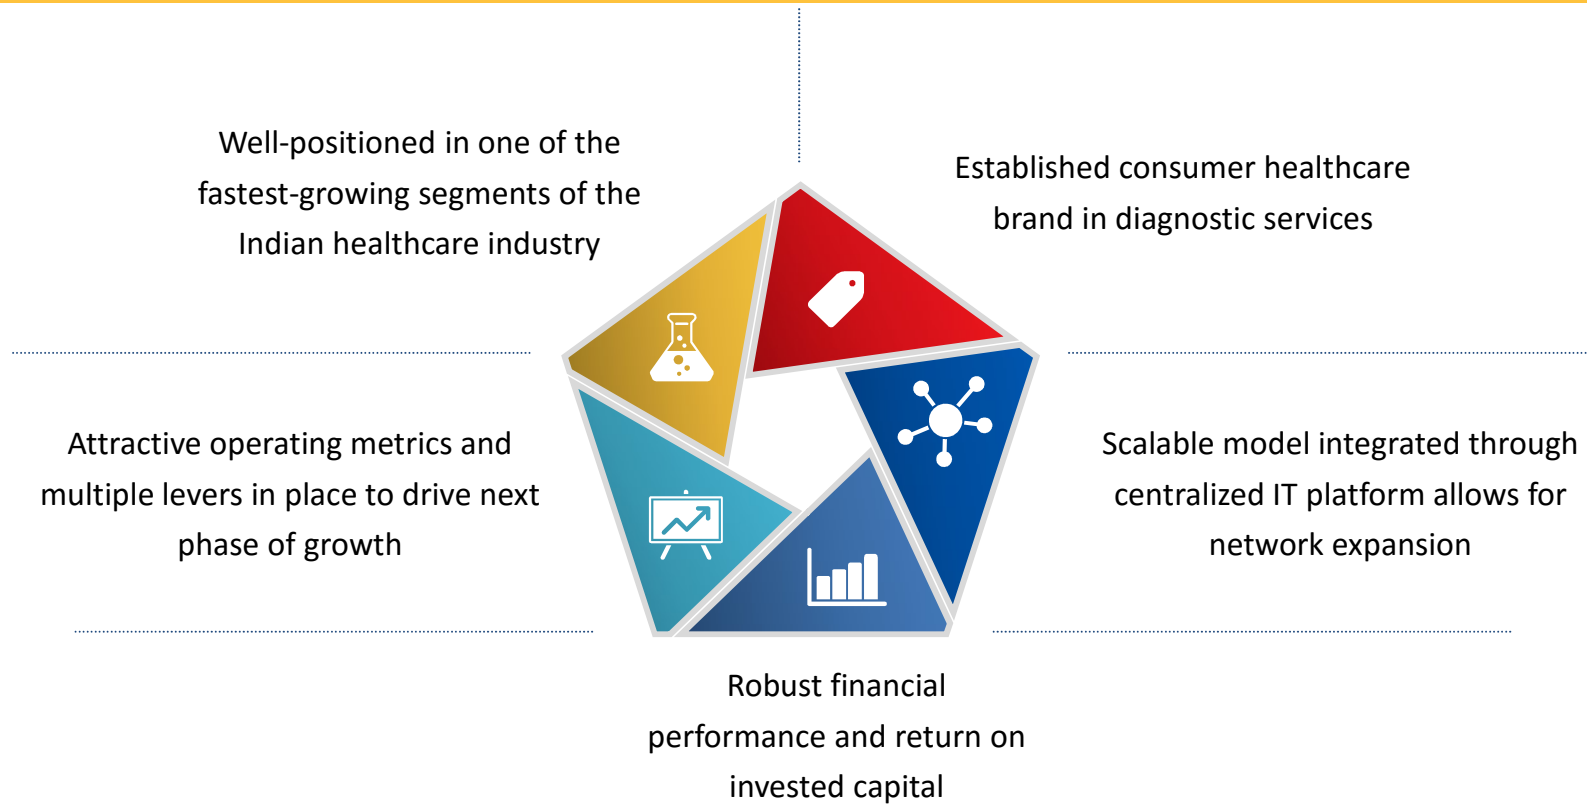 Well-positioned in one of the
fastest-growing segments of the
Indian healthcare industry
Established consumer healthcare
brand in diagnostic services
Attractive operating metrics and
multiple levers in place to drive next
phase of growth
Scalable model integrated through
centralized IT platform allows for
network expansion
Robust financial
performance and return on
invested capital